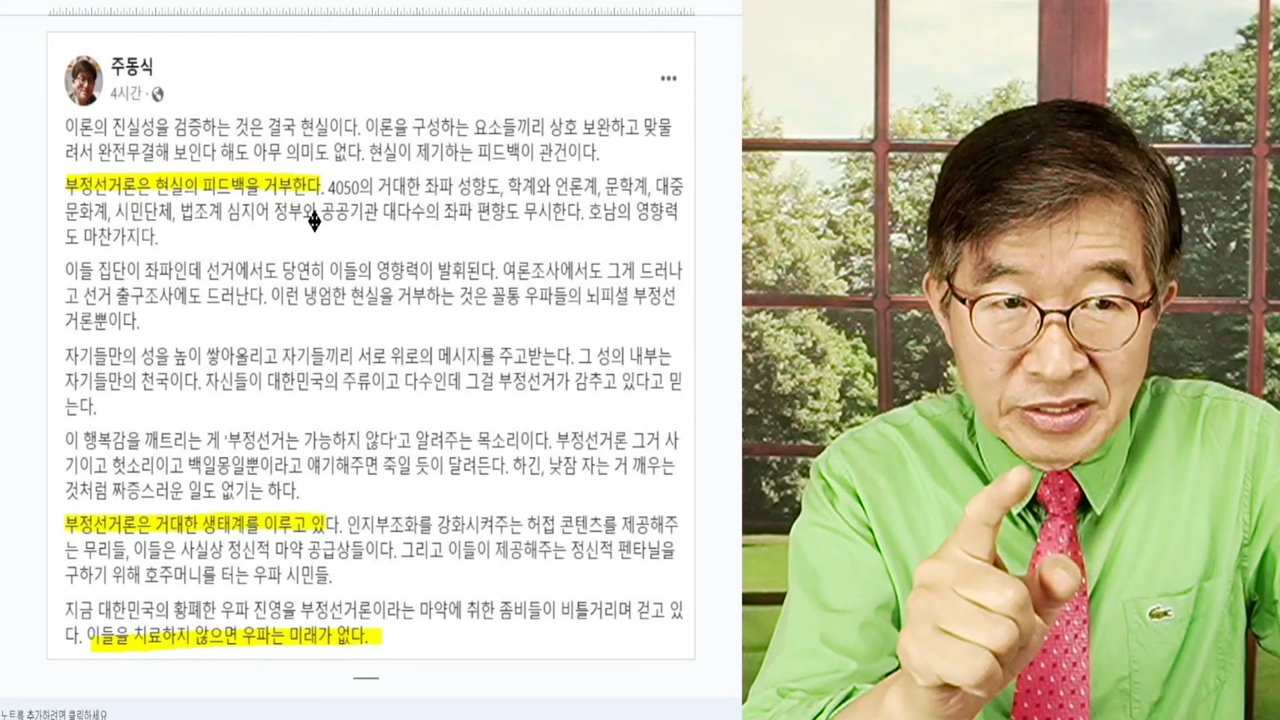 주동식
4시간 ·
이론의 진실성을 검증하는 것은 결국 현실이다. 이론을 구성하는 요소들끼리 상호 보완하고 맞물
려서 완전무결해 보인다 해도 아무 의미도 없다. 현실이 제기하는 피드백이 관건이다.
부정선거론은 현실의 피드백을 거부한다. 4050의 거대한 좌파 성향도, 학계와 언론계, 문학계, 대중
문화계, 시민단체, 법조계 심지어 정부와 공공기관 대다수의 좌파 편향도 무시한다. 호남의 영향력
도 마찬가지다.
이들 집단이 좌파인데 선거에서도 당연히 이들의 영향력이 발휘된다. 여론조사에서도 그게 드러나
고 선거 출구조사에도 드러난다. 이런 냉엄한 현실을 거부하는 것은 꼴통 우파들의 뇌피셜 부정선
거론뿐이다.
자기들만의 성을 높이 쌓아올리고 자기들끼리 서로 위로의 메시지를 주고받는다. 그 성의 내부는
자기들만의 천국이다. 자신들이 대한민국의 주류이고 다수인데 그걸 부정선거가 감추고 있다고 믿
는다.
이 행복감을 깨트리는 게 '부정선거는 가능하지 않다'고 알려주는 목소리이다. 부정선거론 그거 사
기이고 헛소리이고 백일몽일뿐이라고 얘기해주면 죽일 듯이 달려든다. 하긴, 낮잠 자는 거 깨우는
것처럼 짜증스러운 일도 없기는 하다.
부정선거론은 거대한 생태계를 이루고 있다. 인지부조화를 강화시켜주는 허접 콘텐츠를 제공해주
는 무리들, 이들은 사실상 정신적 마약 공급상들이다. 그리고 이들이 제공해주는 정신적 펜타닐을
구하기 위해 호주머니를 터는 우파 시민들.
지금 대한민국의 황폐한 우파 진영을 부정선거론이라는 마약에 취한 좀비들이 비틀거리며 걷고 있
다. 이들을 치료하지 않으면 우파는 미래가 없다.
노트를 추가하려면 클릭하세요